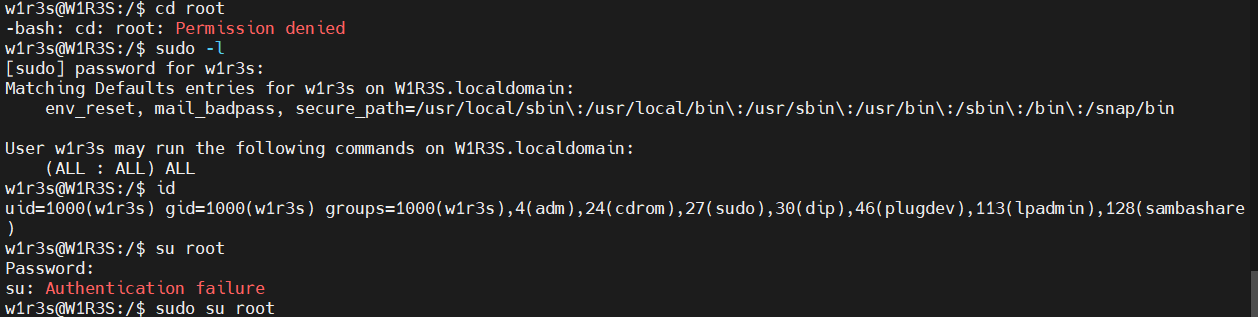 w1r3s@W1R3S:/$ cd root
-bash: cd: root: Permission denied
w1r3s@W1R3S:/$ sudo -l
[sudo] password for w1r3s:
Matching Defaults entries for w1r3s on W1R3S.localdomain:
    env_reset, mail_badpass, secure_path=/usr/local/sbin\:/usr/local/bin\:/usr/sbin\:/usr/bin\:/sbin\:/bin\:/snap/bin

User w1r3s may run the following commands on W1R3S.localdomain:
    (ALL : ALL) ALL
w1r3s@W1R3S:/$ id
uid=1000(w1r3s) gid=1000(w1r3s) groups=1000(w1r3s),4(adm),24(cdrom),27(sudo),30(dip),46(plugdev),113(lpadmin),128(sambashare
)
w1r3s@W1R3S:/$ su root
Password:
su: Authentication failure
w1r3s@W1R3S:/$ sudo su root